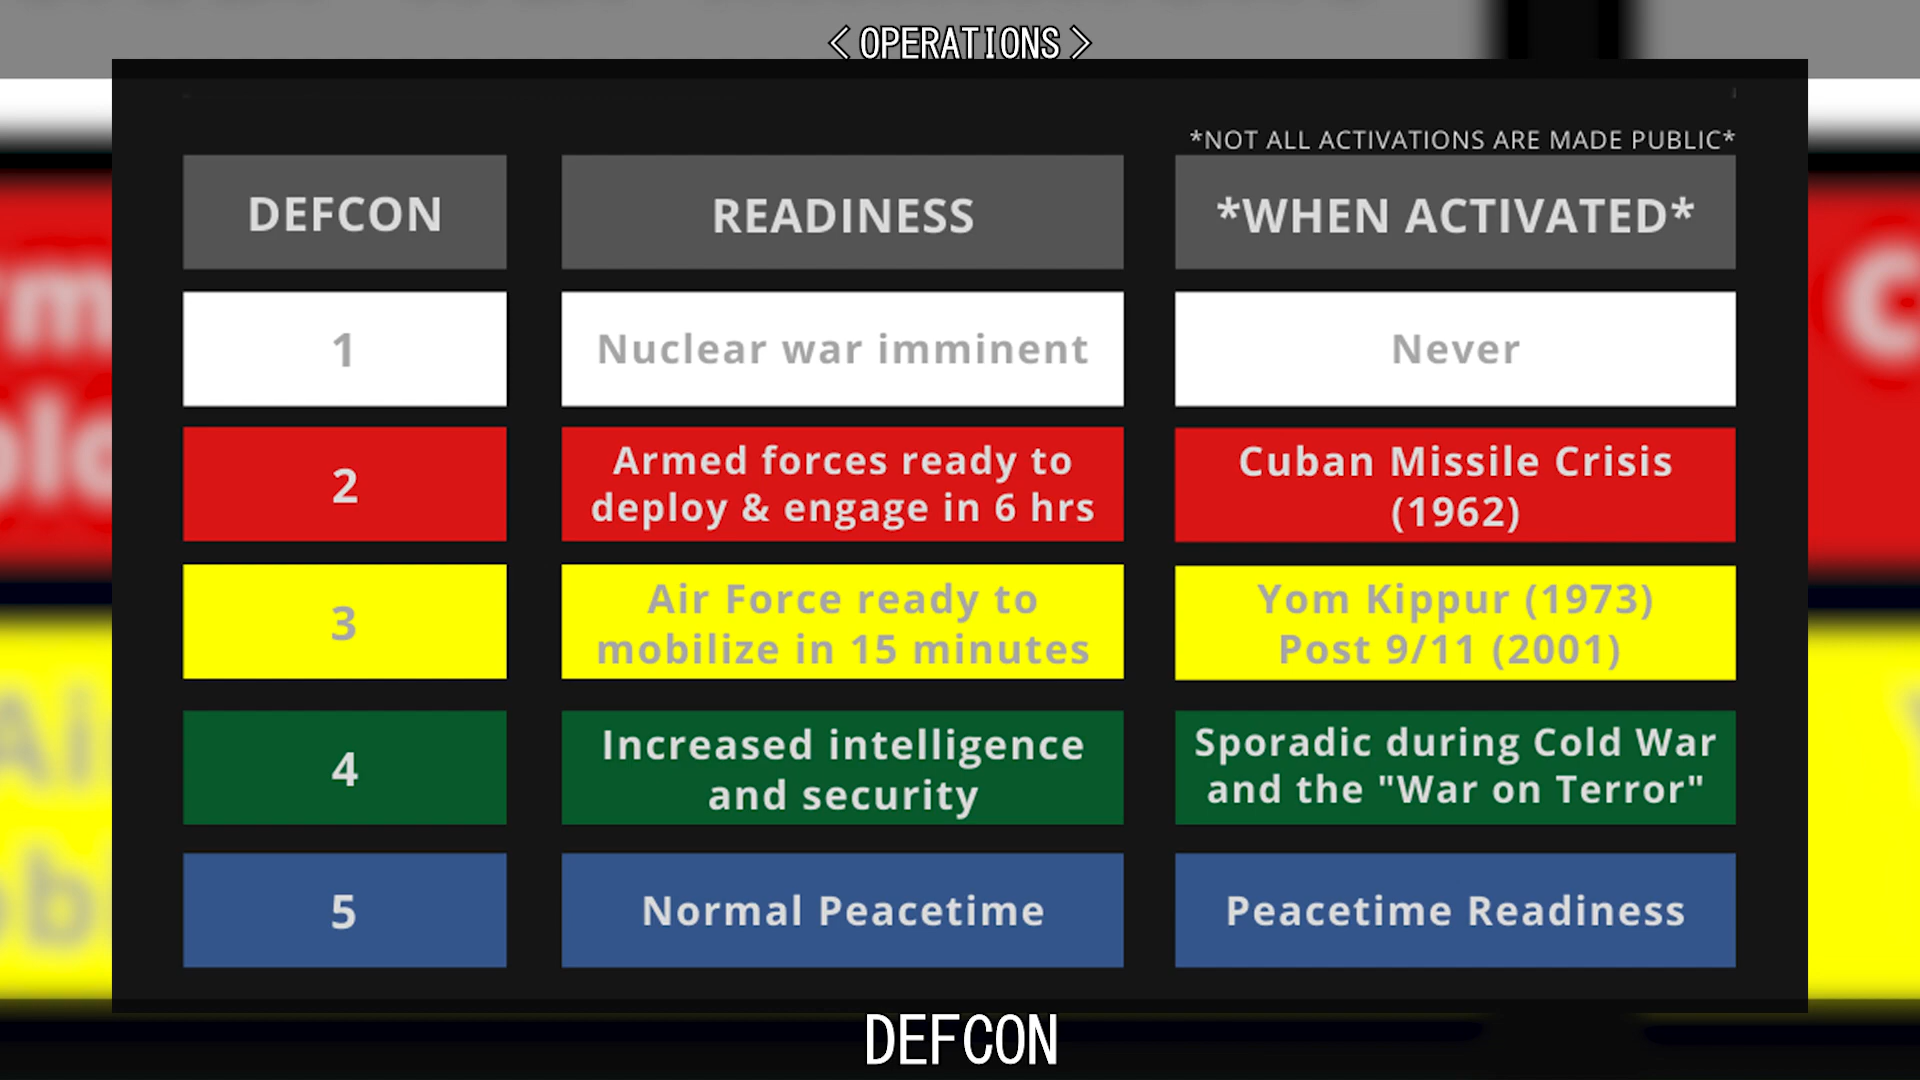 <OPERATIONS>
*NOT ALL ACTIVATIONS ARE MADE PUBLIC*
DEFCON
READINESS
*WHEN ACTIVATED*
1
Nuclear war imminent
Never
2
Armed forces ready to
deploy & engage in 6 hrs
Cuban Missile Crisis
(1962)
3
Air Force ready to
mobilize in 15 minutes
Yom Kippur (1973)
Post 9/11 (2001)
4
Increased intelligence
and security
Sporadic during Cold War
and the "War on Terror"
5
Normal Peacetime
Peacetime Readiness
DEFCON